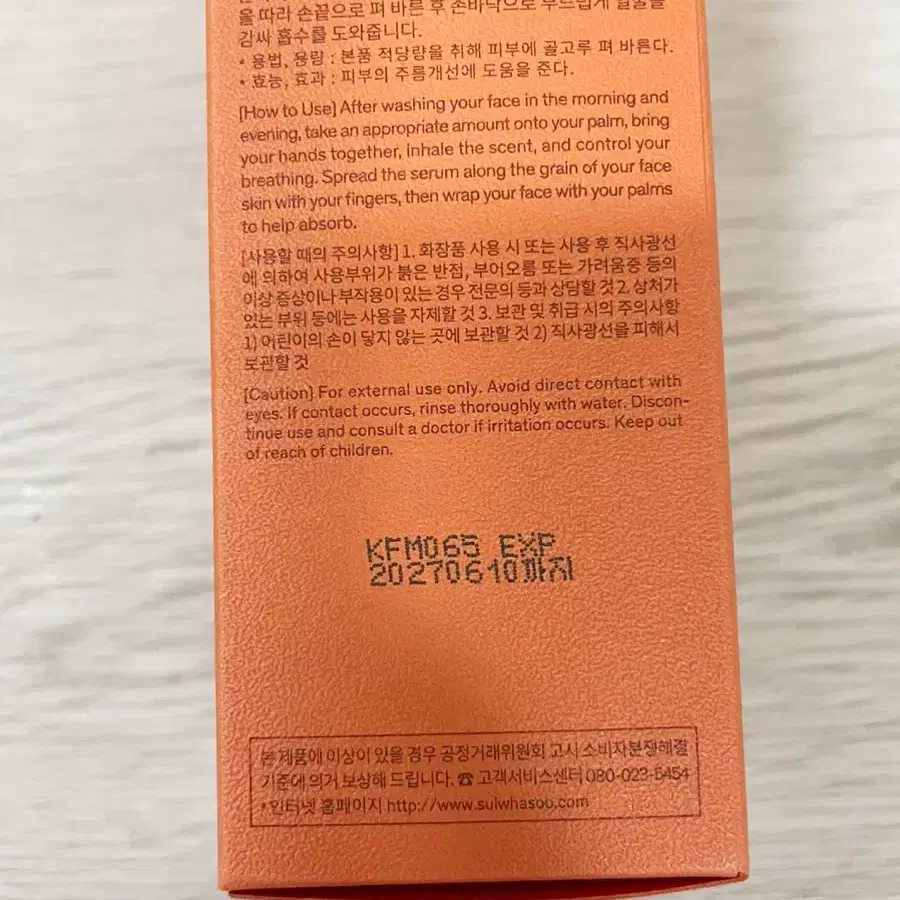 을 따라 손끝으로 펴 바른 후 손바닥으로 부드럽게 얼굴을
감싸 흡수를 도와줍니다.
• 용법, 용량 : 본품 적당량을 취해 피부에 골고루 펴 바른다.
• 효능, 효과 : 피부의 주름개선에 도움을 준다.
[How to Use] After washing your face in the morning and
evening, take an appropriate amount onto your palm, bring
your hands together, inhale the scent, and control your
breathing. Spread the serum along the grain of your face
skin with your fingers, then wrap your face with your palms
to help absorb.
[사용할 때의 주의사항] 1. 화장품 사용 시 또는 사용 후 직사광선
에 의하여 사용부위가 붉은 반점, 부어오름 또는 가려움증 등의
이상 증상이나 부작용이 있는 경우 전문의 등과 상담할 것 2. 상처가
있는 부위 등에는 사용을 자제할 것 3. 보관 및 취급 시의 주의사항
1) 어린이의 손이 닿지 않는 곳에 보관할 것 2) 직사광선을 피해서
보관할 것
[Caution] For external use only. Avoid direct contact with
eyes. If contact occurs, rinse thoroughly with water. Discon-
tinue use and consult a doctor if irritation occurs. Keep out
of reach of children.
KFM065 EXP
20270610까지
본 제품에 이상이 있을 경우 공정거래위원회 고시 소비자분쟁해결
기준에 의거 보상해 드립니다. ☎ 고객서비스센터 080-023-5454
• 인터넷 홈페이지 http://www.sulwhasoo.com